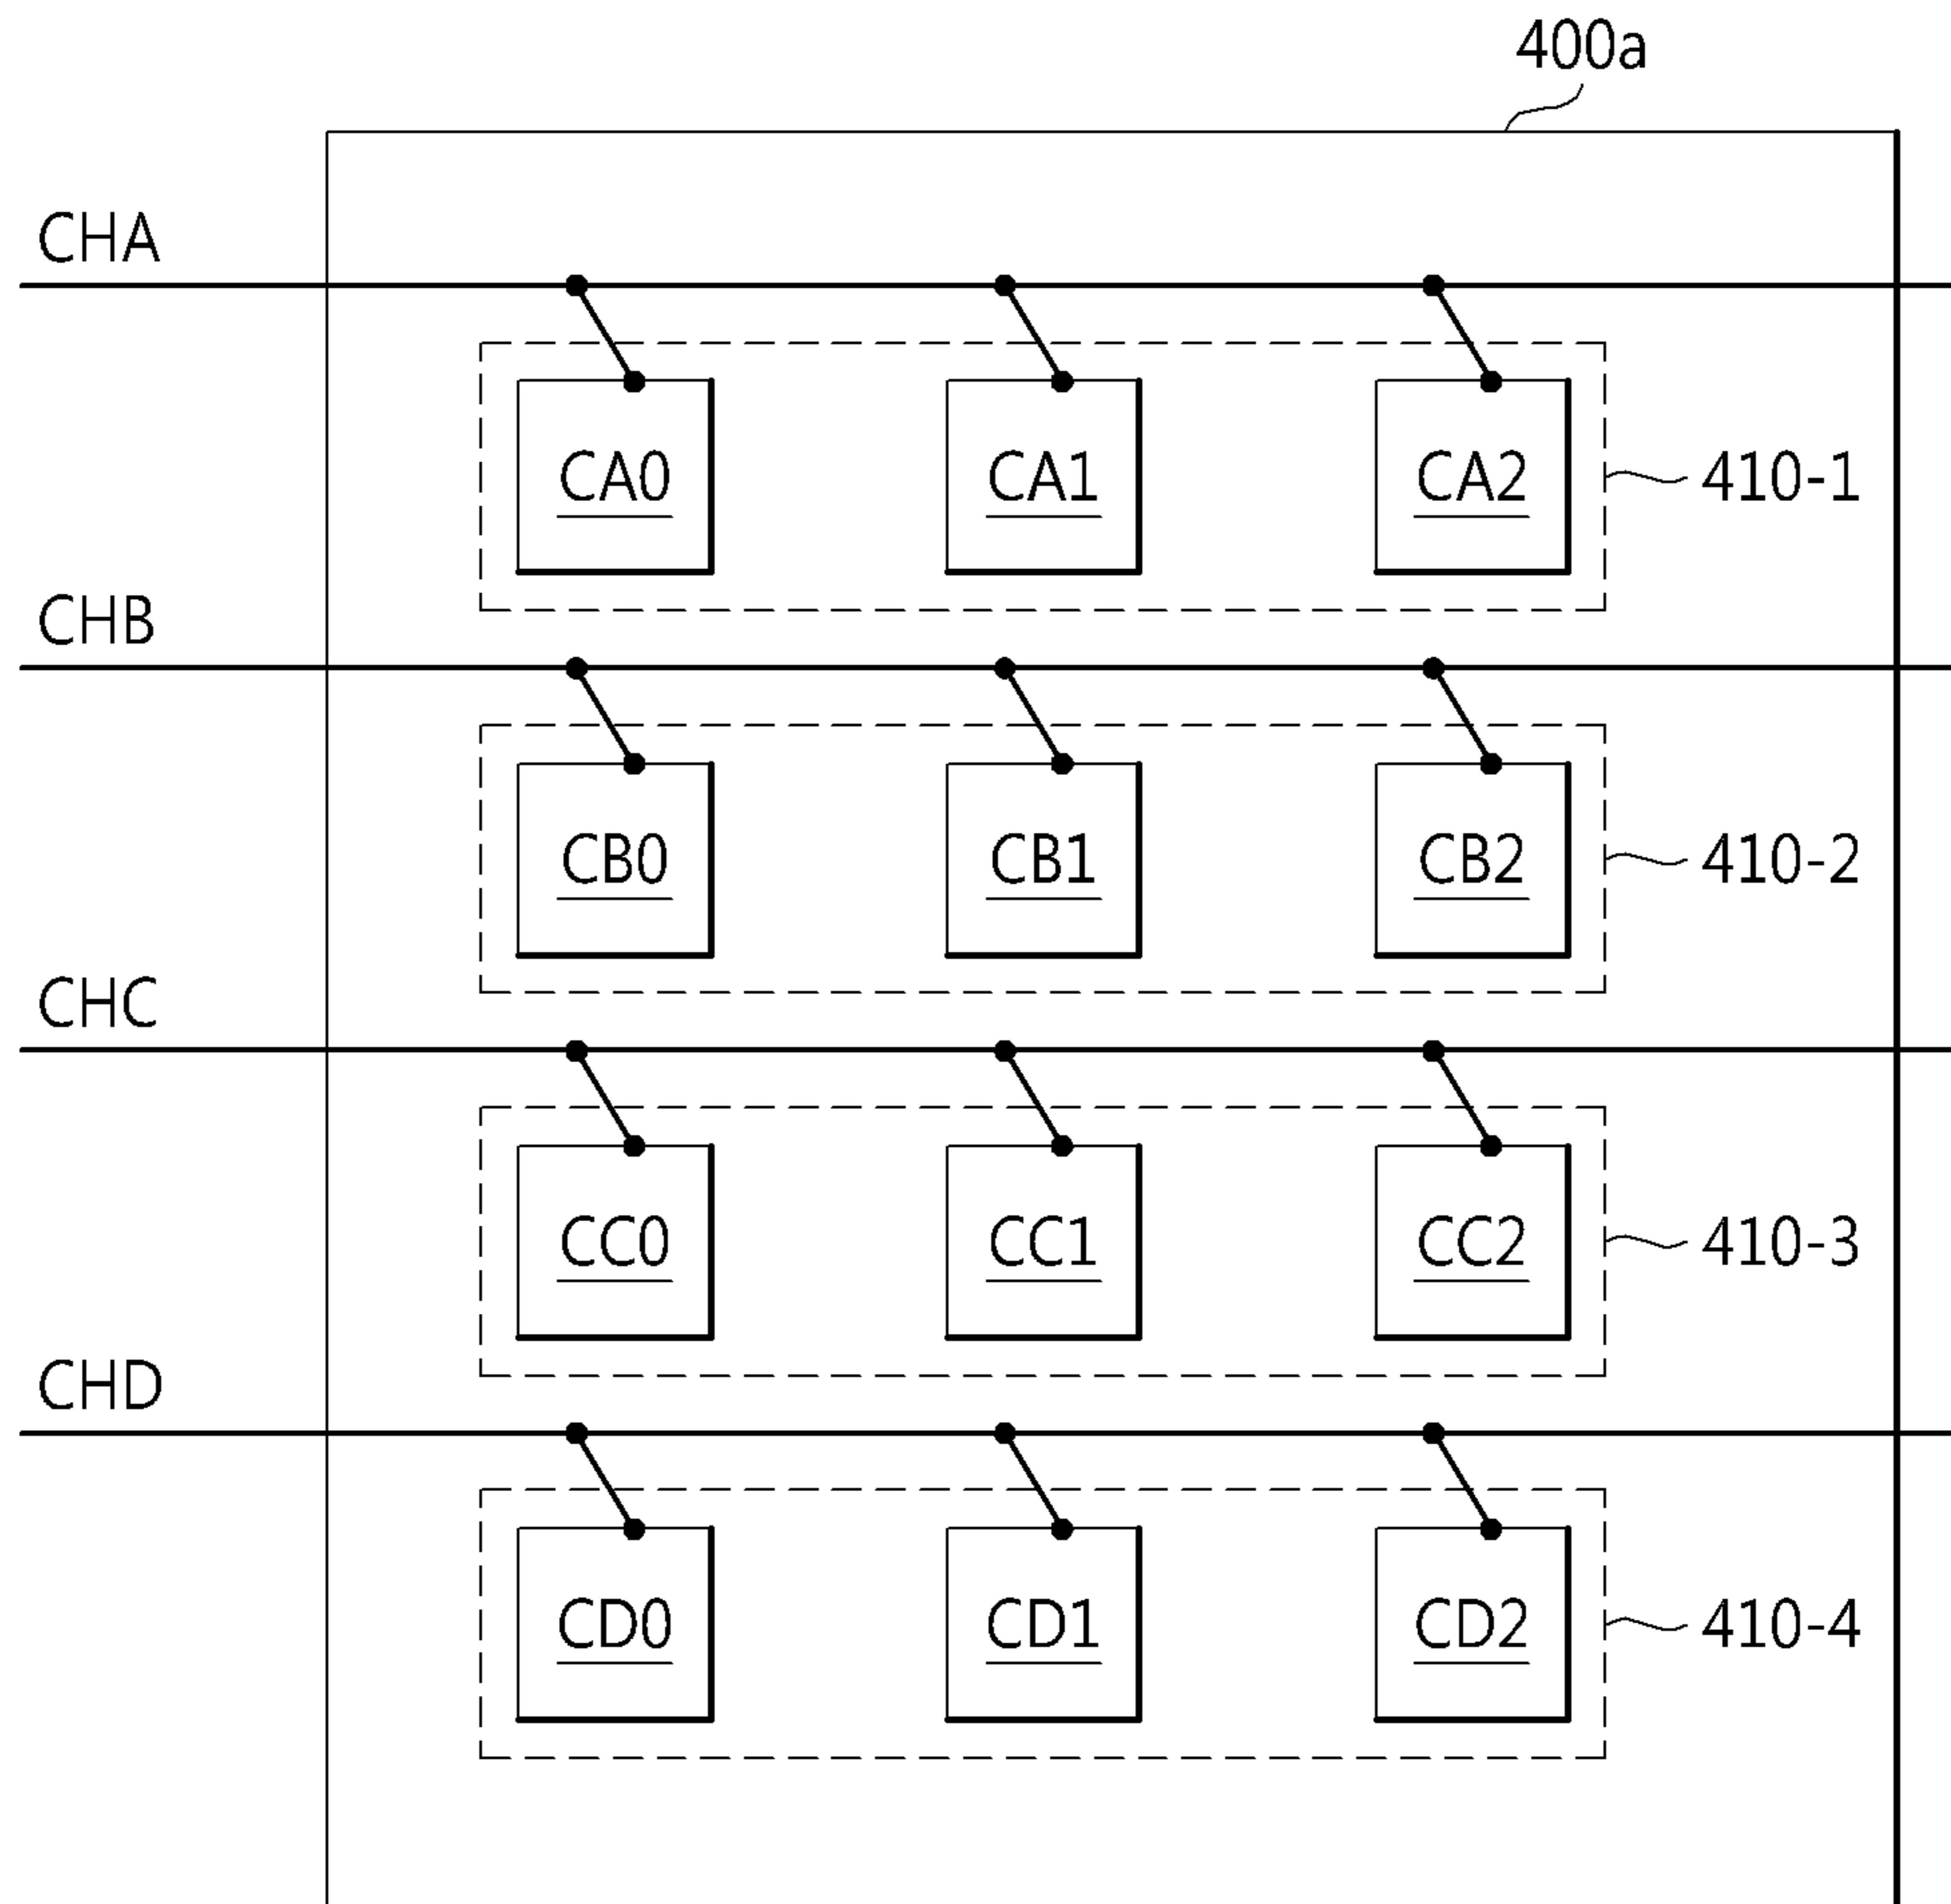 400a
CHA
CA0 CA1 CA2 410-1
CHB
CB0 CB1 CB2 410-2
CHC
CC0 CC1 CC2 410-3
CHD
CD0 CD1 CD2 410-4